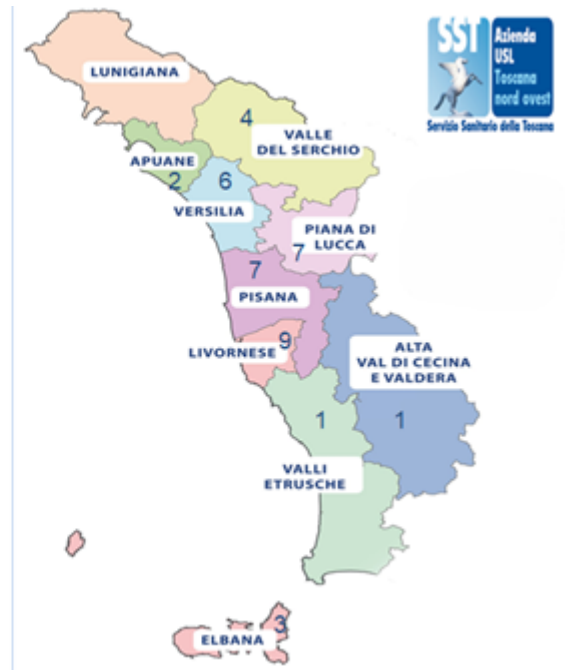 SST
Azienda
USL
Toscana
nord ovest
Servizio Sanitario della Toscana
LUNIGIANA
4
VALLE
DEL SERCHIO
APUANE
2
6
VERSILIA
PIANA DI
LUCCA
7
7
PISANA
LIVORNESE
9
ALTA
VAL DI CECINA
E VALDERA
1
1
VALLI
ETRUSCHE
3
ELBANA